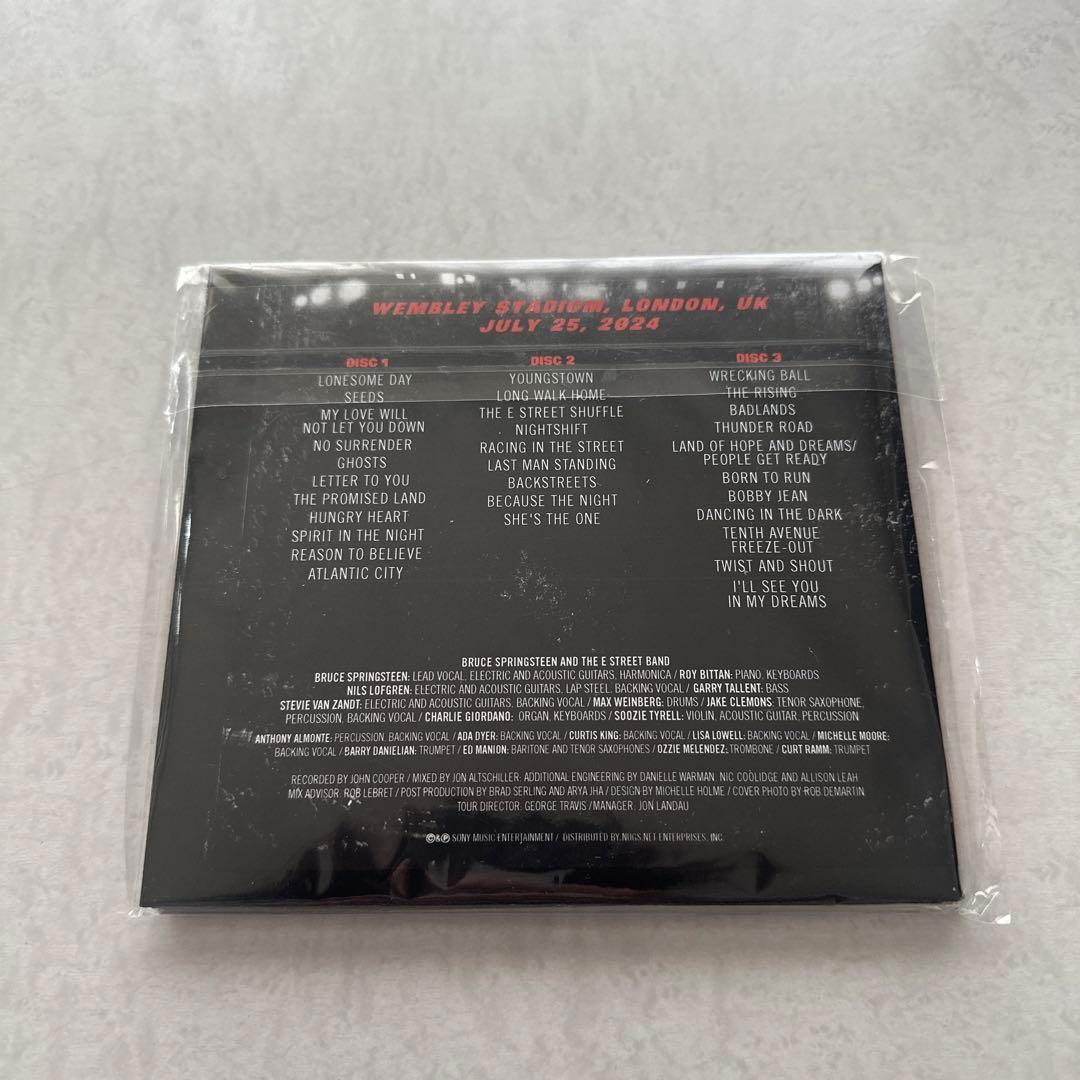 WEMBLEY STADIUM, LONDON, UK
JULY 25, 2024
DISC 1
LONESOME DAY
SEEDS
MY LOVE WILL
NOT LET YOU DOWN
NO SURRENDER
GHOSTS
LETTER TO YOU
THE PROMISED LAND
HUNGRY HEART
SPIRIT IN THE NIGHT
REASON TO BELIEVE
ATLANTIC CITY
DISC 2
YOUNGSTOWN
LONG WALK HOME
THE E STREET SHUFFLE
NIGHTSHIFT
RACING IN THE STREET
LAST MAN STANDING
BACKSTREETS
BECAUSE THE NIGHT
SHE'S THE ONE
DISC 3
WRECKING BALL
THE RISING
BADLANDS
THUNDER ROAD
LAND OF HOPE AND DREAMS/
PEOPLE GET READY
BORN TO RUN
BOBBY JEAN
DANCING IN THE DARK
TENTH AVENUE
FREEZE-OUT
TWIST AND SHOUT
I'LL SEE YOU
IN MY DREAMS
BRUCE SPRINGSTEEN AND THE E STREET BAND
BRUCE SPRINGSTEEN: LEAD VOCAL, ELECTRIC AND ACOUSTIC GUITARS, HARMONICA / ROY BITTAN: PIANO, KEYBOARDS
NILS LOFGREN: ELECTRIC AND ACOUSTIC GUITARS, LAP STEEL, BACKING VOCAL / GARRY TALLENT: BASS
STEVIE VAN ZANDT: ELECTRIC AND ACOUSTIC GUITARS, BACKING VOCAL / MAX WEINBERG: DRUMS / JAKE CLEMONS: TENOR SAXOPHONE,
PERCUSSION, BACKING VOCAL / CHARLIE GIORDANO: ORGAN, KEYBOARDS / SOOZIE TYRELL: VIOLIN, ACOUSTIC GUITAR, PERCUSSION
ANTHONY ALMONTE: PERCUSSION, BACKING VOCAL / ADA DYER: BACKING VOCAL / CURTIS KING: BACKING VOCAL / LISA LOWELL: BACKING VOCAL / MICHELLE MOORE:
BACKING VOCAL / BARRY DANIELIAN: TRUMPET / ED MANION: BARITONE AND TENOR SAXOPHONES / OZZIE MELENDEZ: TROMBONE / CURT RAMM: TRUMPET
RECORDED BY JOHN COOPER / MIXED BY JON ALTSCHILLER: ADDITIONAL ENGINEERING BY DANIELLE WARMAN, NIC COOLIDGE AND ALLISON LEAH
MIX ADVISOR: ROB LEBRET / POST PRODUCTION BY BRAD SERLING AND ARYA JHA / DESIGN BY MICHELLE HOLME / COVER PHOTO BY ROB DEMARTIN
TOUR DIRECTOR: GEORGE TRAVIS / MANAGER: JON LANDAU
©&℗ SONY MUSIC ENTERTAINMENT / DISTRIBUTED BY NUGS.NET ENTERPRISES, INC.